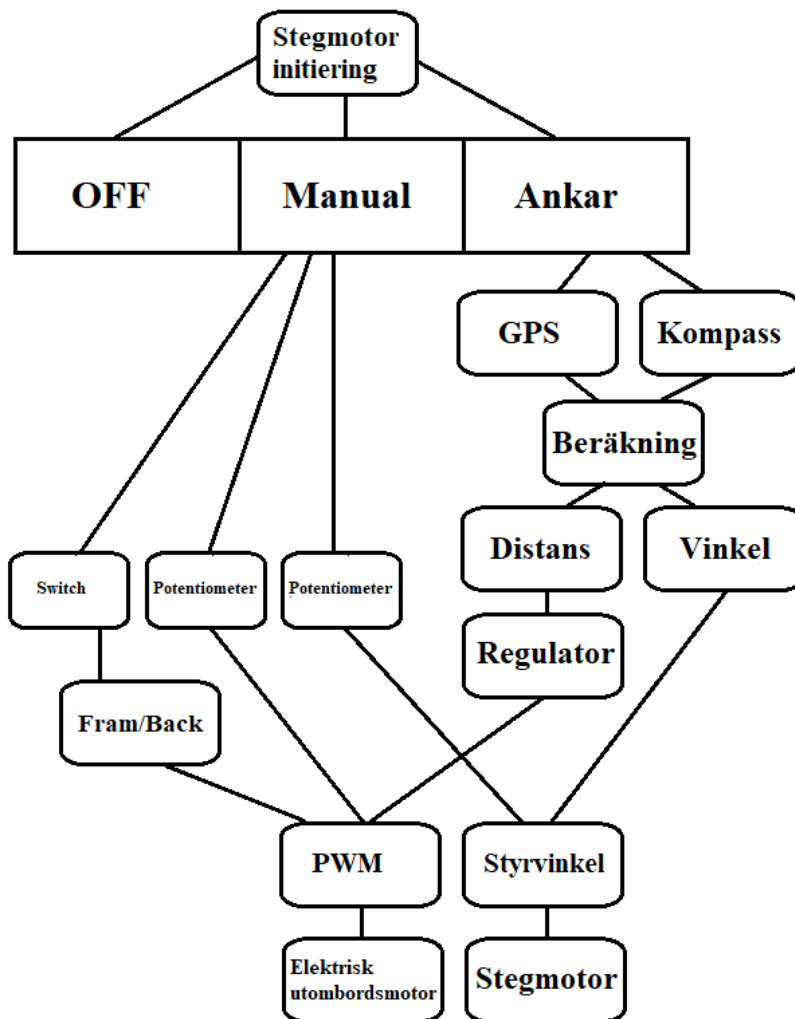 Stegmotor
initiering
OFF
Manual
Ankar
GPS
Kompass
Beräkning
Distans
Vinkel
Switch
Potentiometer
Potentiometer
Regulator
Fram/Back
PWM
Styrvinkel
Elektrisk
utombordsmotor
Stegmotor